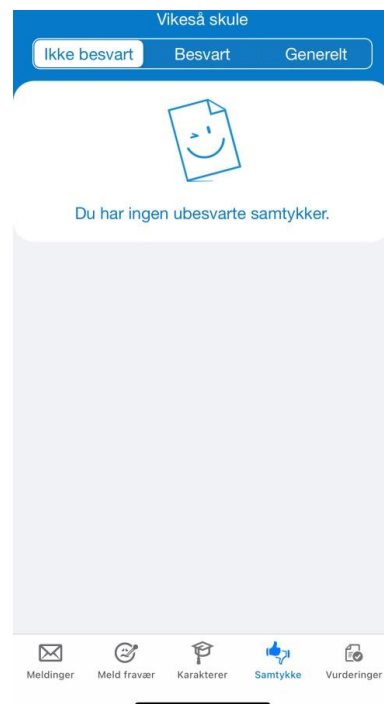 Vikeså skule
Ikke besvart Besvart Generelt
Du har ingen ubesvarte samtykker.
Meldinger Meld fravær Karakterer Samtykke Vurderinger